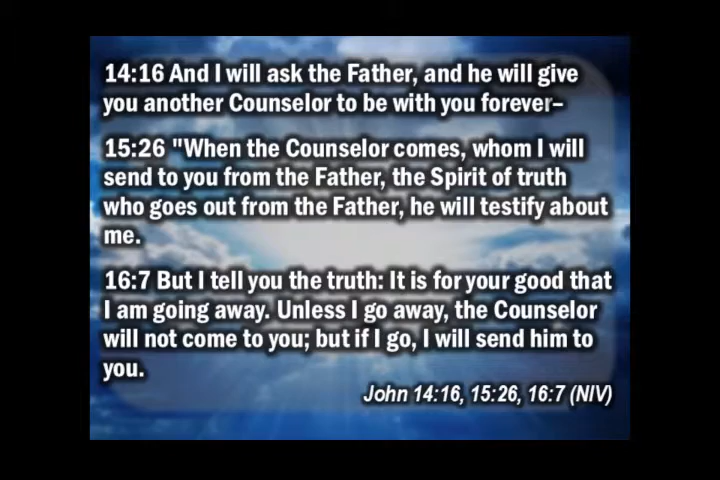 14:16 And I will ask the Father, and he will give
you another Counselor to be with you forever–
15:26 "When the Counselor comes, whom I will
send to you from the Father, the Spirit of truth
who goes out from the Father, he will testify about
me.
16:7 But I tell you the truth: It is for your good that
I am going away. Unless I go away, the Counselor
will not come to you; but if I go, I will send him to
you.
John 14:16, 15:26, 16:7 (NIV)